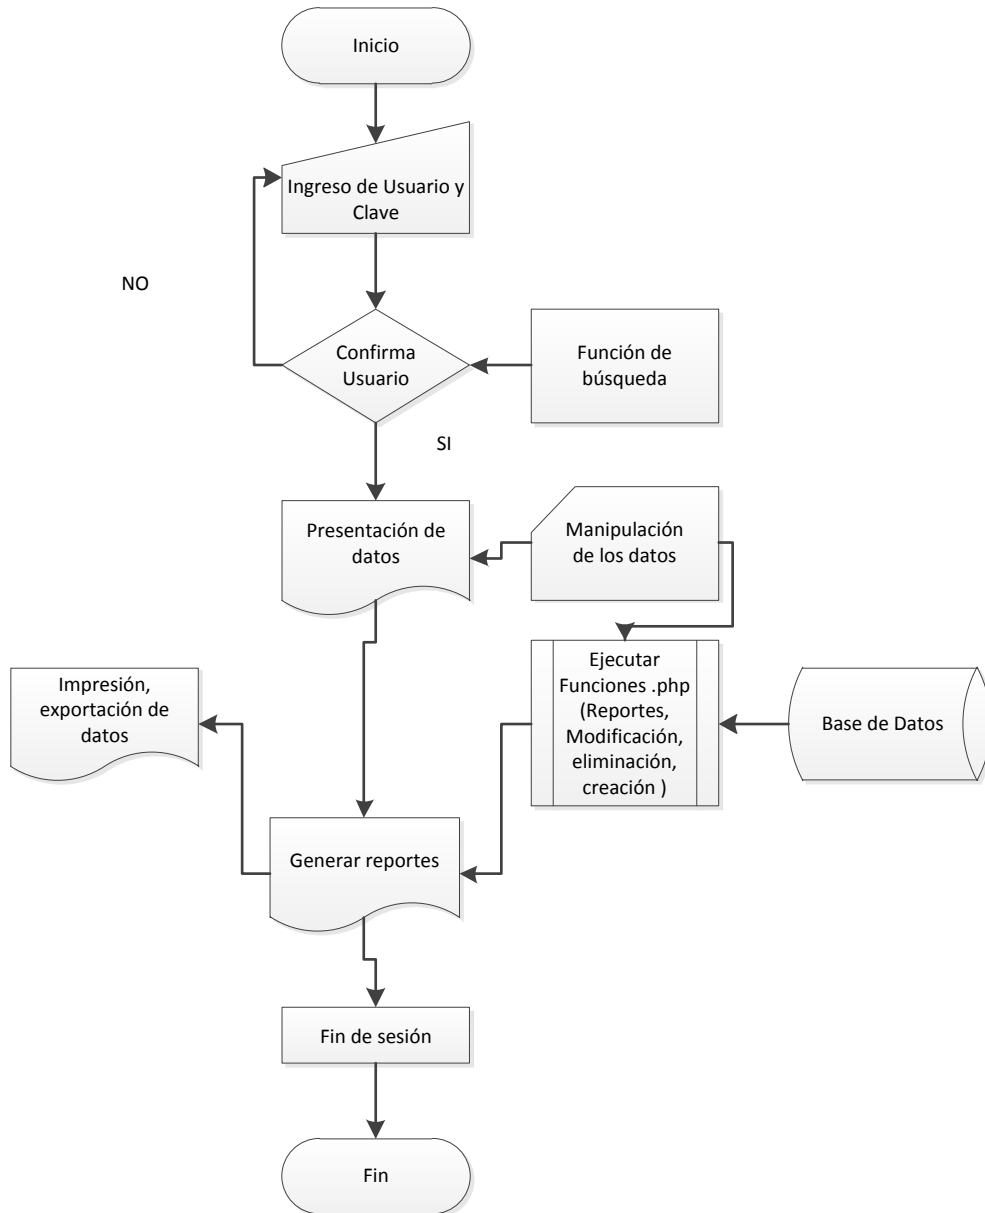 Inicio
Ingreso de Usuario y
Clave
NO
Confirma
Usuario
Función de
búsqueda
SI
Presentación de
datos
Manipulación
de los datos
Ejecutar
Funciones .php
(Reportes,
Modificación,
eliminación,
creación )
Impresión,
exportación de
datos
Base de Datos
Generar reportes
Fin de sesión
Fin